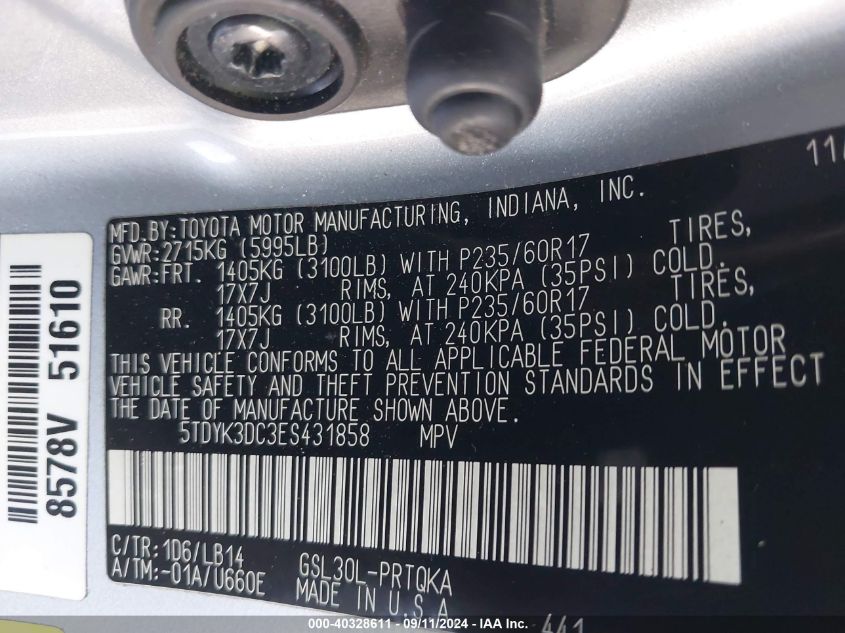 11/
MFD.BY:TOYOTA MOTOR MANUFACTURING, INDIANA, INC.
GVWR:2715KG (5995LB)
GAWR:FRT. 1405KG (3100LB) WITH P235/60R17 TIRES,
17X7J RIMS, AT 240KPA (35PSI) COLD.
RR. 1405KG (3100LB) WITH P235/60R17 TIRES,
17X7J RIMS, AT 240KPA (35PSI) COLD.
THIS VEHICLE CONFORMS TO ALL APPLICABLE FEDERAL MOTOR
VEHICLE SAFETY AND THEFT PREVENTION STANDARDS IN EFFECT
THE DATE OF MANUFACTURE SHOWN ABOVE.
5TDYK3DC3ES431858 MPV
C/TR:1D6/LB14
A/TM:-01A/U660E
GSL30L-PRTQKA
MADE IN U.S.A
441
8578V 51610
000-40328611 - 09/11/2024 - IAA Inc.